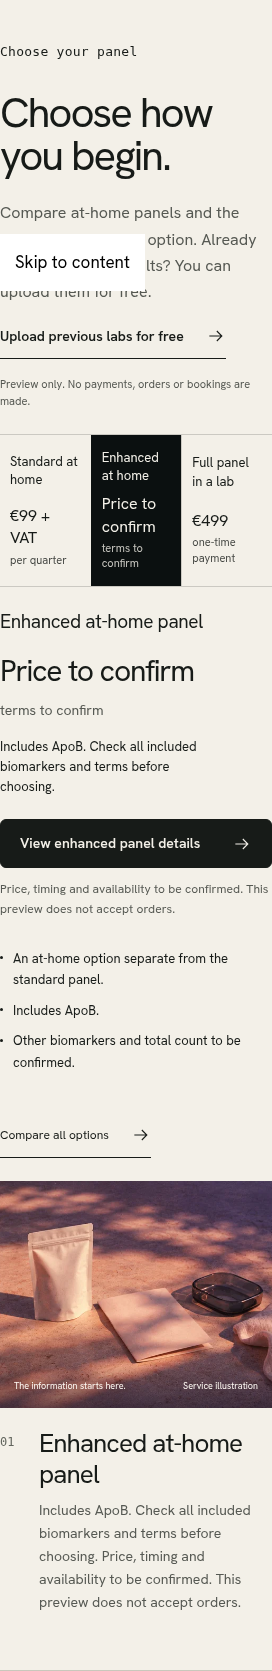 Choose your panel
Choose how
you begin.
Compare at-home panels and the
option. Already
Skip to content
lts? You can
upload them for free.
Upload previous labs for free →
Preview only. No payments, orders or bookings are
made.
Standard at
home
€99 +
VAT
per quarter
Enhanced
at home
Price to
confirm
terms to
confirm
Full panel
in a lab
€499
one-time
payment
Enhanced at-home panel
Price to confirm
terms to confirm
Includes ApoB. Check all included
biomarkers and terms before
choosing.
View enhanced panel details →
Price, timing and availability to be confirmed. This
preview does not accept orders.
• An at-home option separate from the
standard panel.
• Includes ApoB.
• Other biomarkers and total count to be
confirmed.
Compare all options →
The information starts here.
Service illustration
01
Enhanced at-home
panel
Includes ApoB. Check all included
biomarkers and terms before
choosing. Price, timing and
availability to be confirmed. This
preview does not accept orders.